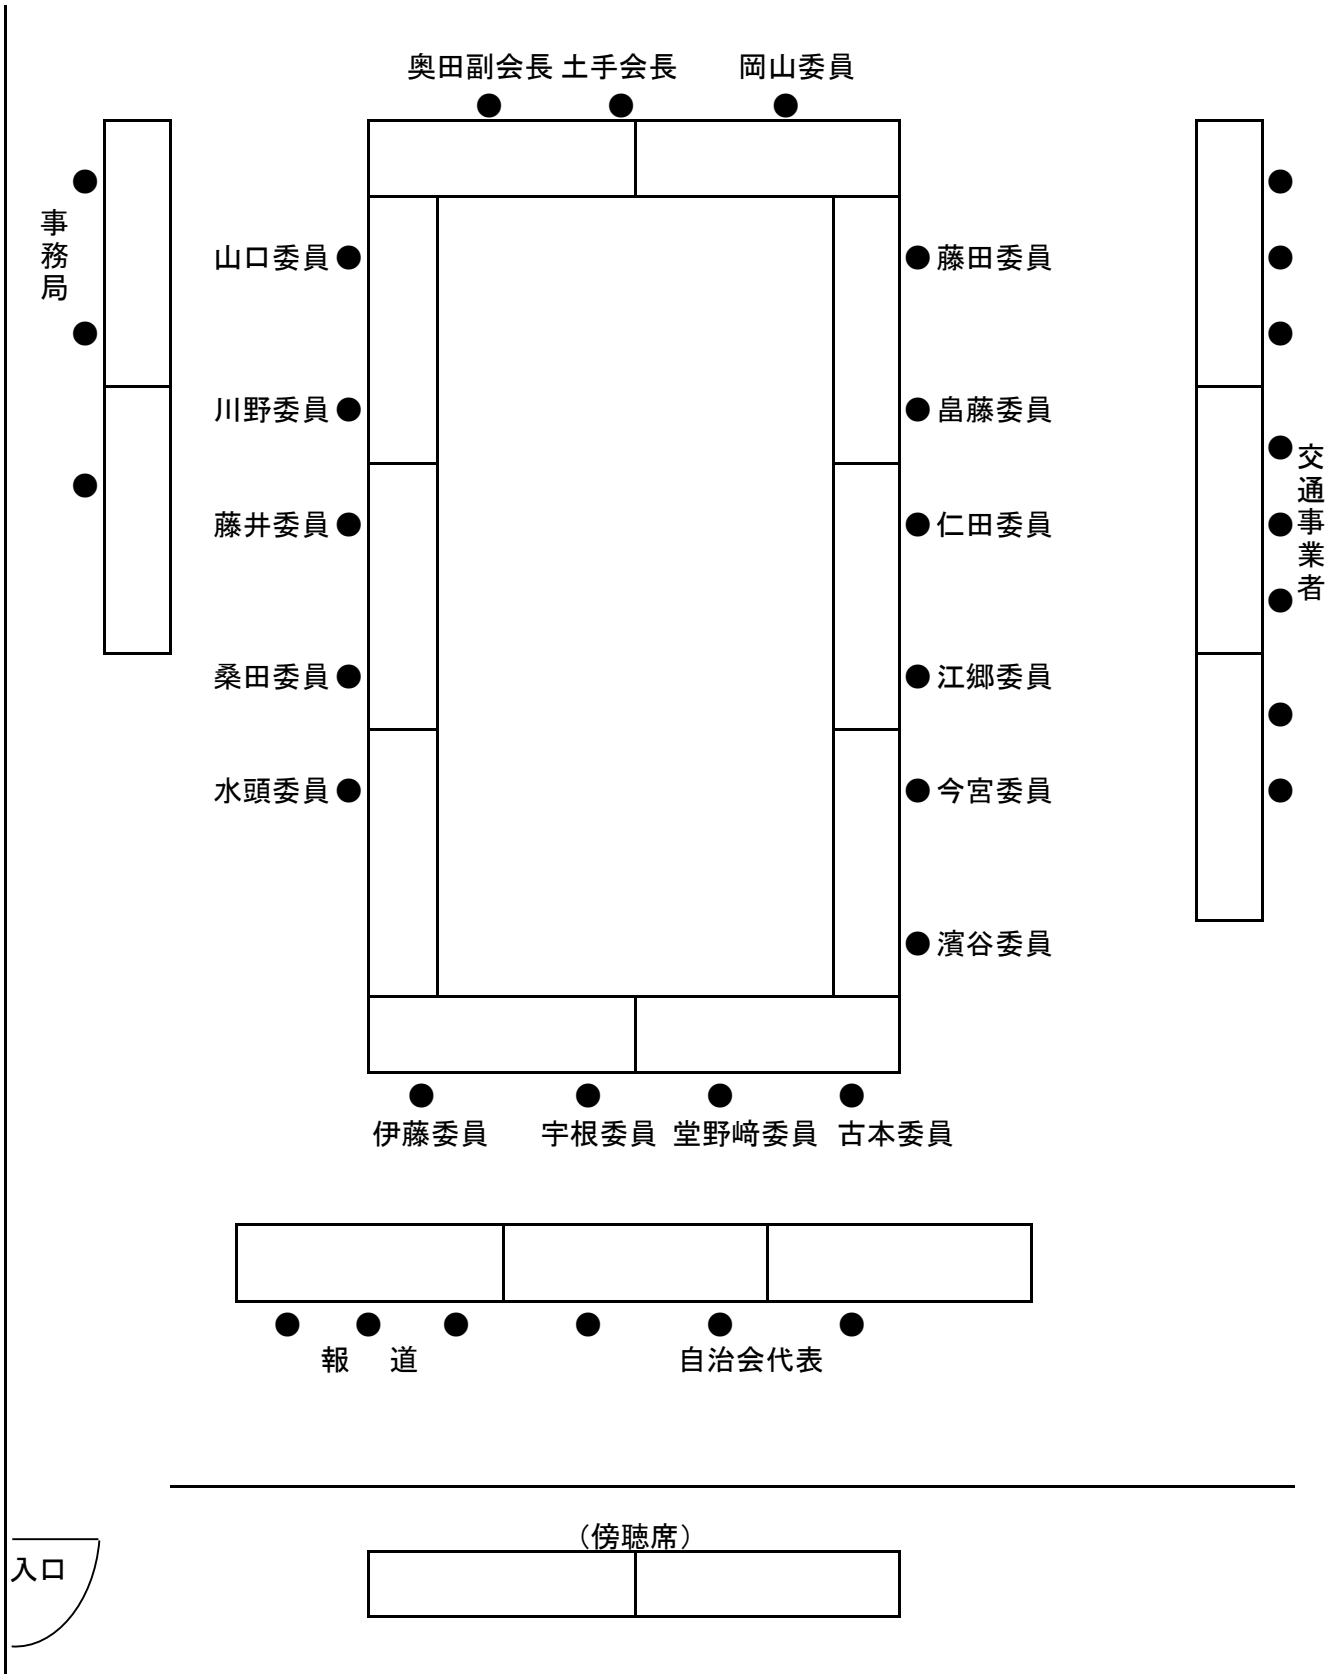 奥田副会長 土手会長 岡山委員
事務局
山口委員 藤田委員
川野委員 畠藤委員
交通事業者
藤井委員 仁田委員
桑田委員 江郷委員
水頭委員 今宮委員
濱谷委員
伊藤委員 宇根委員 堂野﨑委員 古本委員
報 道 自治会代表
（傍聴席）
入口